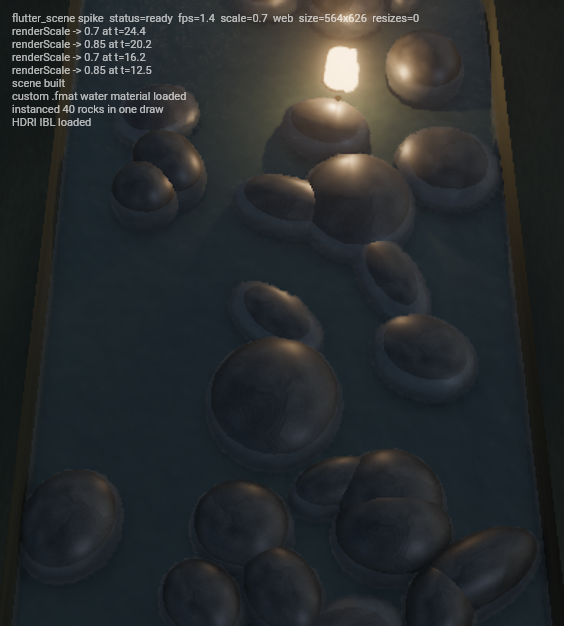 flutter_scene spike  status=ready  fps=1.4  scale=0.7  web  size=564x626  resizes=0
renderScale -> 0.7 at t=24.4
renderScale -> 0.85 at t=20.2
renderScale -> 0.7 at t=16.2
renderScale -> 0.85 at t=12.5
scene built
custom .fmat water material loaded
instanced 40 rocks in one draw
HDRI IBL loaded